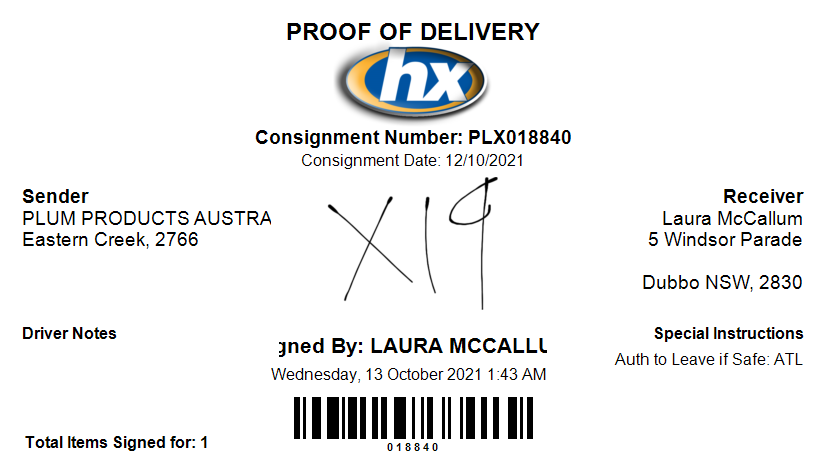 PROOF OF DELIVERY
hx
Consignment Number: PLX018840
Consignment Date: 12/10/2021
Sender
PLUM PRODUCTS AUSTRA
Eastern Creek, 2766
X19
Receiver
Laura McCallum
5 Windsor Parade
Dubbo NSW, 2830
Driver Notes
Special Instructions
Auth to Leave if Safe: ATL
gned By: LAURA MCCALLU
Wednesday, 13 October 2021 1:43 AM
018840
Total Items Signed for: 1